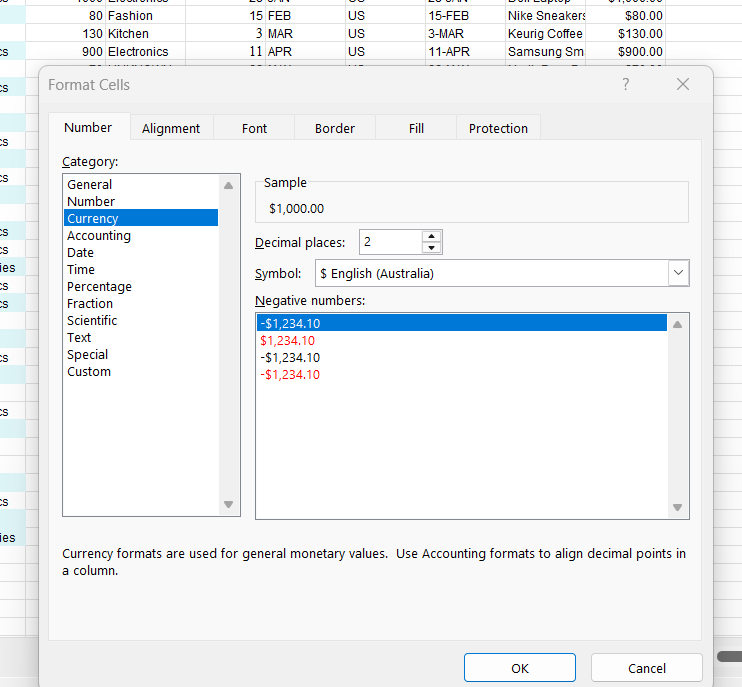 80 Fashion 15 FEB US 15-FEB Nike Sneakers $80.00
130 Kitchen 3 MAR US 3-MAR Keurig Coffee $130.00
cs 900 Electronics 11 APR US 11-APR Samsung Sm $900.00
Format Cells ?
Number Alignment Font Border Fill Protection
Category:
General
Number
Currency
Accounting
Date
Time
Percentage
Fraction
Scientific
Text
Special
Custom
Sample
$1,000.00
Decimal places: 2
Symbol: $ English (Australia)
Negative numbers:
-$1,234.10
$1,234.10
-$1,234.10
-$1,234.10
Currency formats are used for general monetary values. Use Accounting formats to align decimal points in
a column.
OK Cancel